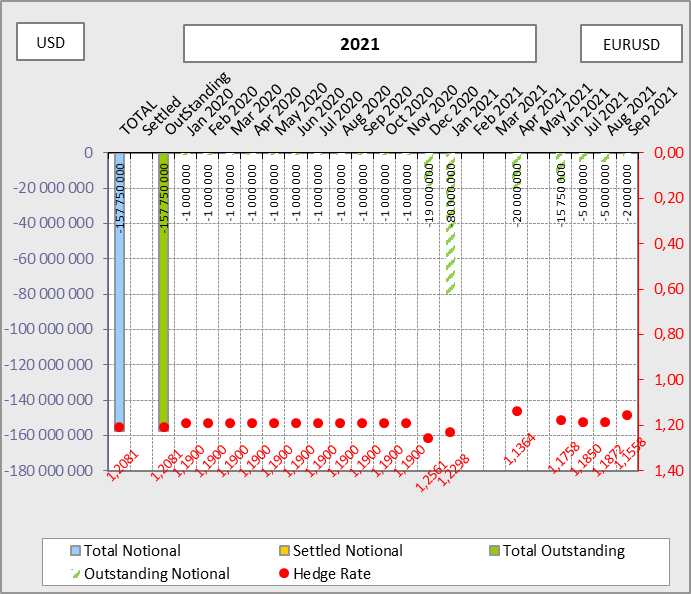 USD
2021
EURUSD
TOTAL
Settled
OutStanding
Jan 2020
Feb 2020
Mar 2020
Apr 2020
May 2020
Jun 2020
Jul 2020
Aug 2020
Sep 2020
Oct 2020
Nov 2020
Dec 2020
Jan 2021
Feb 2021
Mar 2021
Apr 2021
May 2021
Jun 2021
Jul 2021
Aug 2021
Sep 2021
0
-20 000 000
-40 000 000
-60 000 000
-80 000 000
-100 000 000
-120 000 000
-140 000 000
-160 000 000
-180 000 000
-157 750 000
-157 750 000
-1 000 000
-1 000 000
-1 000 000
-1 000 000
-1 000 000
-1 000 000
-1 000 000
-1 000 000
-1 000 000
-1 000 000
-1 000 000
-19 000 000
-80 000 000
-20 000 000
-15 750 000
-5 000 000
-5 000 000
-2 000 000
0,00
0,20
0,40
0,60
0,80
1,00
1,20
1,40
1,2081
1,2081
1,1900
1,1900
1,1900
1,1900
1,1900
1,1900
1,1900
1,1900
1,1900
1,1900
1,1900
1,2561
1,2298
1,1364
1,1758
1,1850
1,1872
1,1558
Total Notional
Settled Notional
Total Outstanding
Outstanding Notional
Hedge Rate